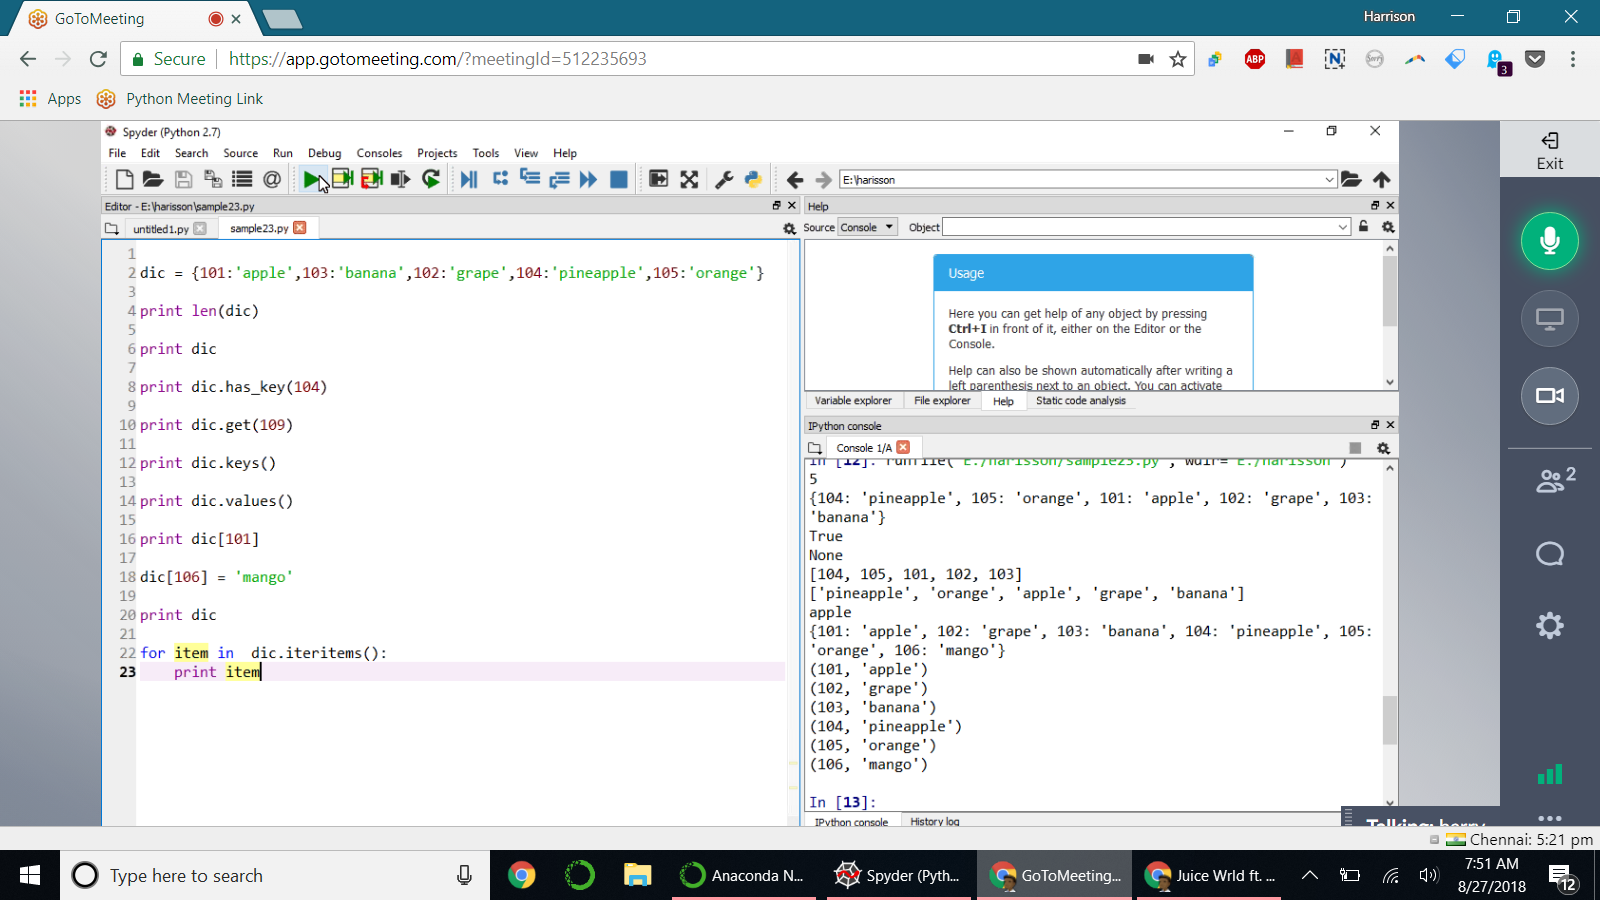 GoToMeeting
Harrison
Secure
https://app.gotomeeting.com/?meetingId=512235693
ABP
3
Apps
Python Meeting Link
Spyder (Python 2.7)
File Edit Search Source Run Debug Consoles Projects Tools View Help
E:\harisson
Editor - E:\harisson\sample23.py
untitled1.py
sample23.py
1
2 dic = {101:'apple',103:'banana',102:'grape',104:'pineapple',105:'orange'}
3
4 print len(dic)
5
6 print dic
7
8 print dic.has_key(104)
9
10 print dic.get(109)
11
12 print dic.keys()
13
14 print dic.values()
15
16 print dic[101]
17
18 dic[106] = 'mango'
19
20 print dic
21
22 for item in  dic.iteritems():
23     print item
Help
Source Console Object
Usage
Here you can get help of any object by pressing
Ctrl+I in front of it, either on the Editor or the
Console.
Help can also be shown automatically after writing a
left parenthesis next to an object. You can activate
Variable explorer File explorer Help Static code analysis
IPython console
Console 1/A
In [12]: runfile('E:/harisson/sample23.py', wdir='E:/harisson')
5
{104: 'pineapple', 105: 'orange', 101: 'apple', 102: 'grape', 103:
'banana'}
True
None
[104, 105, 101, 102, 103]
['pineapple', 'orange', 'apple', 'grape', 'banana']
apple
{101: 'apple', 102: 'grape', 103: 'banana', 104: 'pineapple', 105:
'orange', 106: 'mango'}
(101, 'apple')
(102, 'grape')
(103, 'banana')
(104, 'pineapple')
(105, 'orange')
(106, 'mango')
In [13]:
IPython console History log
Exit
2
Talking: harry
Chennai: 5:21 pm
Type here to search
Anaconda N...
Spyder (Pyth...
GoToMeeting...
Juice Wrld ft. ...
7:51 AM
8/27/2018
12